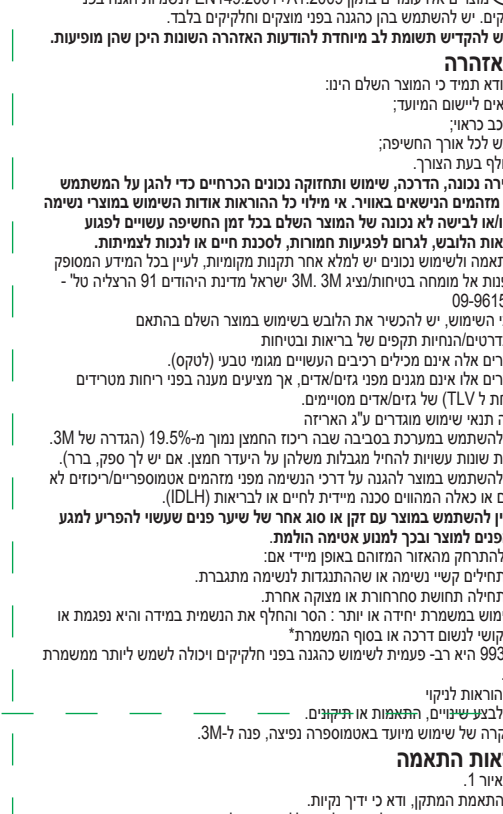 קים. יש להשתמש בהן כהגנה בפני מוצקים וחלקיקים בלבד.
ש להקדיש תשומת לב מיוחדת להודעות האזהרה השונות היכן שהן מופיעות.
אזהרה
ודא תמיד כי המוצר השלם הינו:
אים ליישום המיועד;
כב כראוי;
ש לכל אורך החשיפה;
ולף בעת הצורך.
ירה נכונה, הדרכה, שימוש ותחזוקה נכונים הכרחיים כדי להגן על המשתמש
מזהמים הנישאים באוויר. אי מילוי כל ההוראות אודות השימוש במוצרי נשימה
ו/או לבישה לא נכונה של המוצר השלם בכל זמן החשיפה עשויים לפגוע
אות הלובש, לגרום לפגיעות חמורות, לסכנת חיים או לנכות לצמיתות.
תאמה ולשימוש נכונים יש למלא אחר תקנות מקומיות, לעיין בכל המידע המסופק
פנות אל מומחה בטיחות/נציג 3M. 3M ישראל מדינת היהודים 91 הרצליה טל' -
09-9615
י השימוש, יש להכשיר את הלובש בשימוש במוצר השלם בהתאם
דרטים/הנחיות תקפים של בריאות ובטיחות
רים אלה אינם מכילים רכיבים העשויים מגומי טבעי (לטקס).
רים אלו אינם מגנים מפני גזים/אדים, אך מציעים מענה בפני ריחות מטרידים
חת ל TLV) של גזים/אדים מסויימים.
ה תנאי שימוש מוגדרים ע"ג האריזה
להשתמש במערכת בסביבה שבה ריכוז החמצן נמוך מ-19.5% (הגדרה של 3M.
ת שונות עשויות להחיל מגבלות משלהן על היעדר חמצן. אם יש לך ספק, ברר).
להשתמש במוצר להגנה על דרכי הנשימה מפני מזהמים אטמוספריים/ריכוזים לא
ם או כאלה המהווים סכנה מיידית לחיים או לבריאות (IDLH).
ין להשתמש במוצר עם זקן או סוג אחר של שיער פנים שעשוי להפריע למגע
פנים למוצר ובכך למנוע אטימה הולמת.
להתרחק מהאזור המזוהם באופן מיידי אם:
תחילים קשיי נשימה או שההתנגדות לנשימה מתגברת.
תחילה תחושת סחרחורת או מצוקה אחרת.
ימוש במשמרת יחידה או יותר : הסר והחלף את הנשמית במידה והיא נפגמת או
קושי לנשום דרכה או בסוף המשמרת*
993 היא רב- פעמית לשימוש כהגנה בפני חלקיקים ויכולה לשמש ליותר ממשמרת
.
הוראות לניקוי
לבצע שינויים, התאמות או תיקונים.
קרה של שימוש מיועד באטמוספרה נפיצה, פנה ל-3M.
אות התאמה
איור 1.
התאמת המתקן, ודא כי ידיך נקיות.